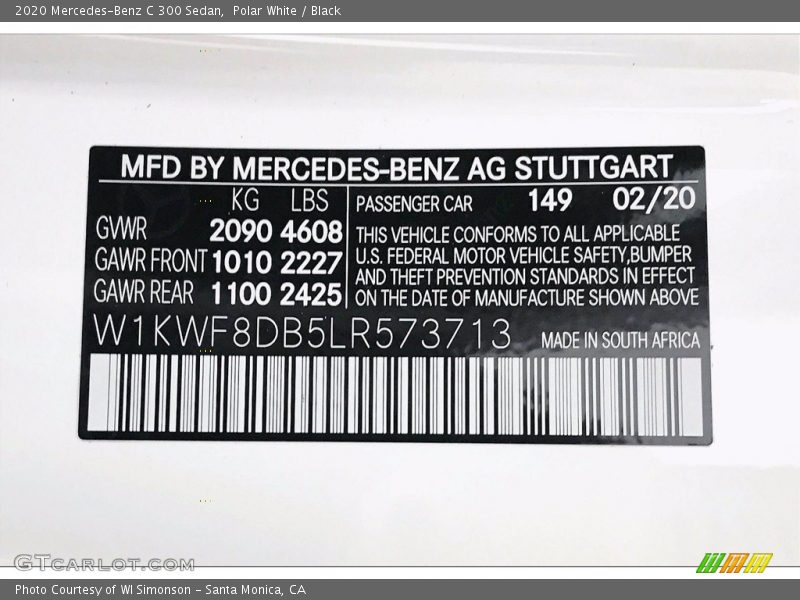 2020 Mercedes-Benz C 300 Sedan,  Polar White / Black
MFD BY MERCEDES-BENZ AG STUTTGART
KG LBS
GVWR 2090 4608
GAWR FRONT 1010 2227
GAWR REAR 1100 2425
PASSENGER CAR 149 02/20
THIS VEHICLE CONFORMS TO ALL APPLICABLE
U.S. FEDERAL MOTOR VEHICLE SAFETY,BUMPER
AND THEFT PREVENTION STANDARDS IN EFFECT
ON THE DATE OF MANUFACTURE SHOWN ABOVE
W1KWF8DB5LR573713 MADE IN SOUTH AFRICA
GTCARLOT.COM
Photo Courtesy of WI Simonson - Santa Monica, CA